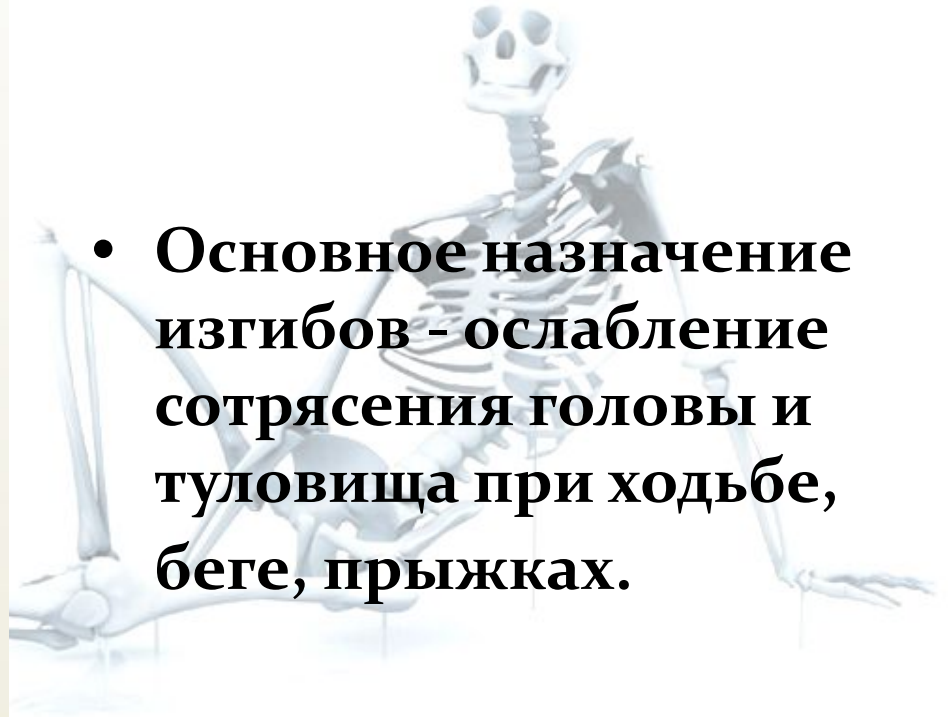 • Основное назначение
изгибов - ослабление
сотрясения головы и
туловища при ходьбе,
беге, прыжках.